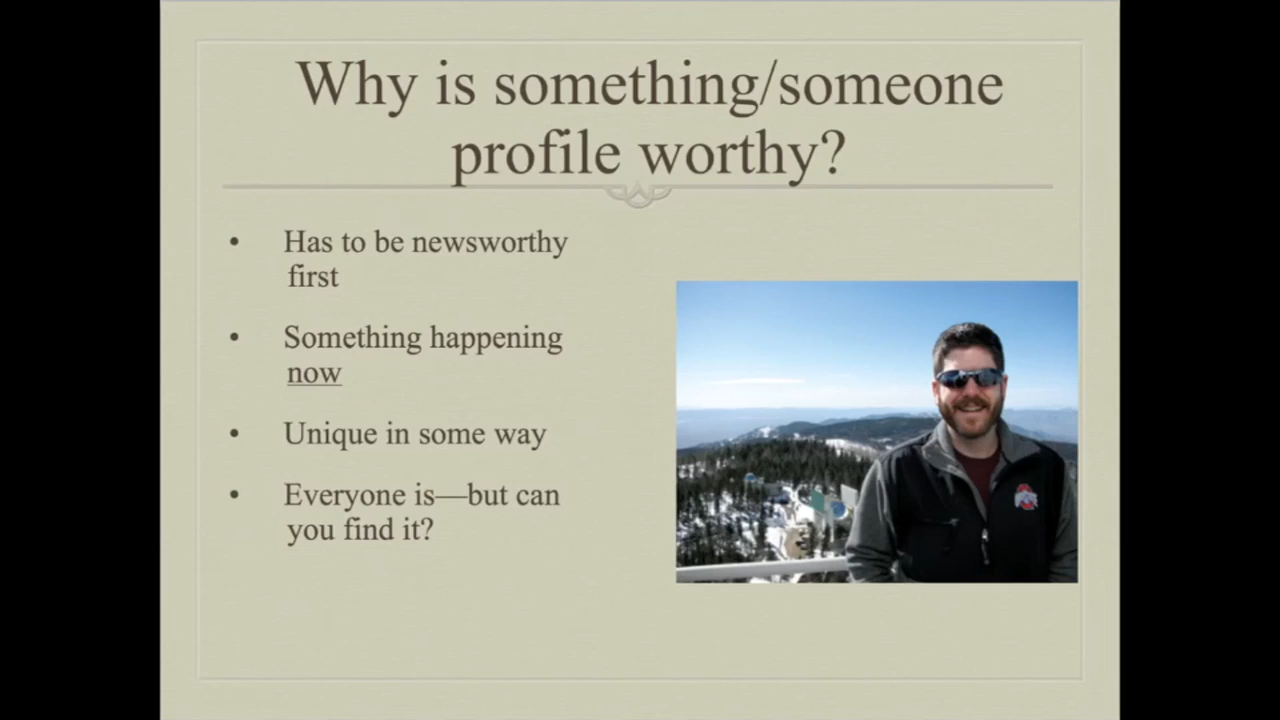 Why is something/someone
profile worthy?
• Has to be newsworthy
first
• Something happening
now
• Unique in some way
• Everyone is—but can
you find it?